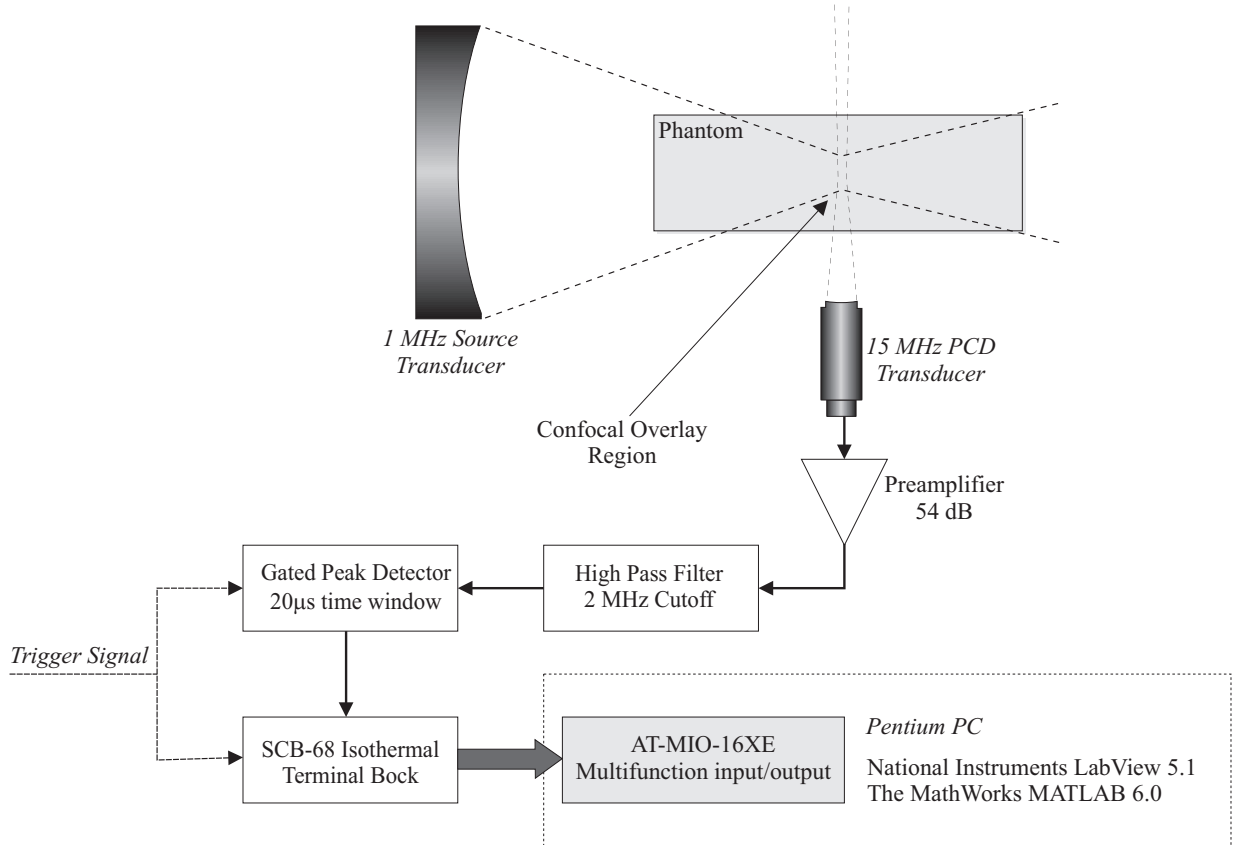 Phantom
1 MHz Source
Transducer
15 MHz PCD
Transducer
Confocal Overlay
Region
Preamplifier
54 dB
Gated Peak Detector
20μs time window
High Pass Filter
2 MHz Cutoff
Trigger Signal
SCB-68 Isothermal
Terminal Bock
AT-MIO-16XE
Multifunction input/output
Pentium PC
National Instruments LabView 5.1
The MathWorks MATLAB 6.0